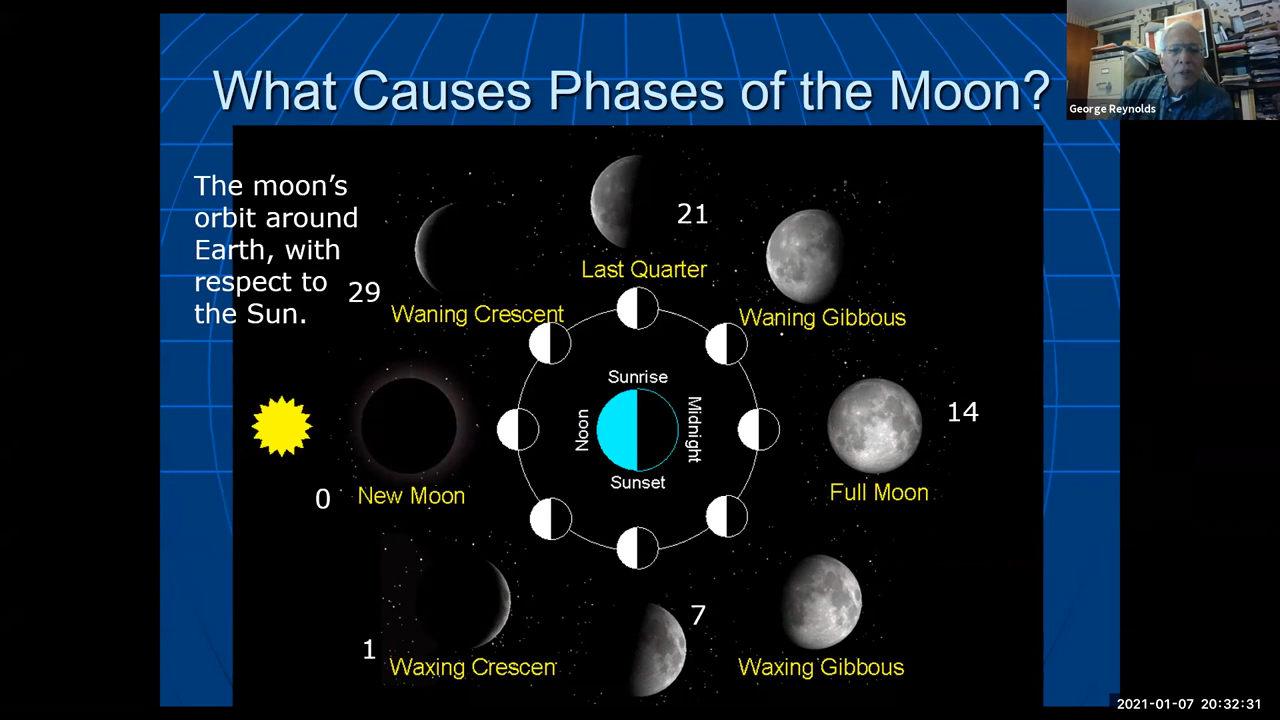 What Causes Phases of the Moon?
George Reynolds
The moon's
orbit around
Earth, with
respect to
the Sun.
29
Waning Crescent
21
Last Quarter
Waning Gibbous
Sunrise
Noon
Midnight
Sunset
14
Full Moon
0
New Moon
1
Waxing Crescen
7
Waxing Gibbous
2021-01-07 20:32:31